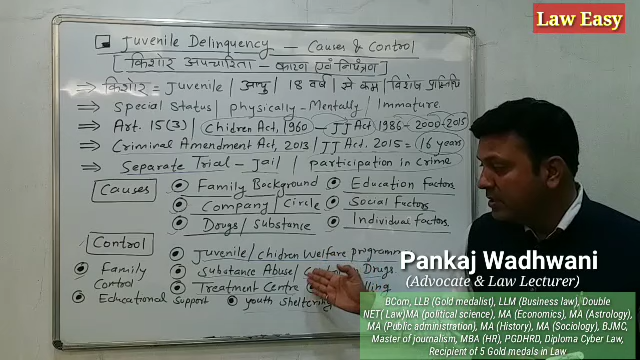 Law Easy
Juvenile Delinquency — Causes & Control
किशोर अपचारिता — कारण एवं नियंत्रण
⇒ किशोर = Juvenile / आयु / 18 वर्ष / से कम / विशेष
⇒ Special Status / physically - Mentally / Immature.
⇒ Art. 15(3) / Chidren Act, 1960 — JJ Act 1986 - 2000 - 2015
⇒ Criminal Amendment Act, 2013 / JJ Act. 2015 = 16 years
⇒ Separate Trial - Jail / participation in crime
Causes
Family Background
Education Factors
Company / Circle
Social Factors
Drugs / Substance
Individual Factors.
Control
Juvenile / chidren Welfare programm
Family Control
Substance Abuse / Drugs
Treatment Centre
Educational Support
youth Sheltering
Pankaj Wadhwani
(Advocate & Law Lecturer)
BCom, LLB (Gold medalist), LLM (Business law), Double
NET( Law)MA (political science), MA (Economics), MA (Astrology),
MA (Public administration), MA (History), MA (Sociology), BJMC,
Master of journalism, MBA (HR), PGDHRD, Diploma Cyber Law,
Recipient of 5 Gold medals in Law